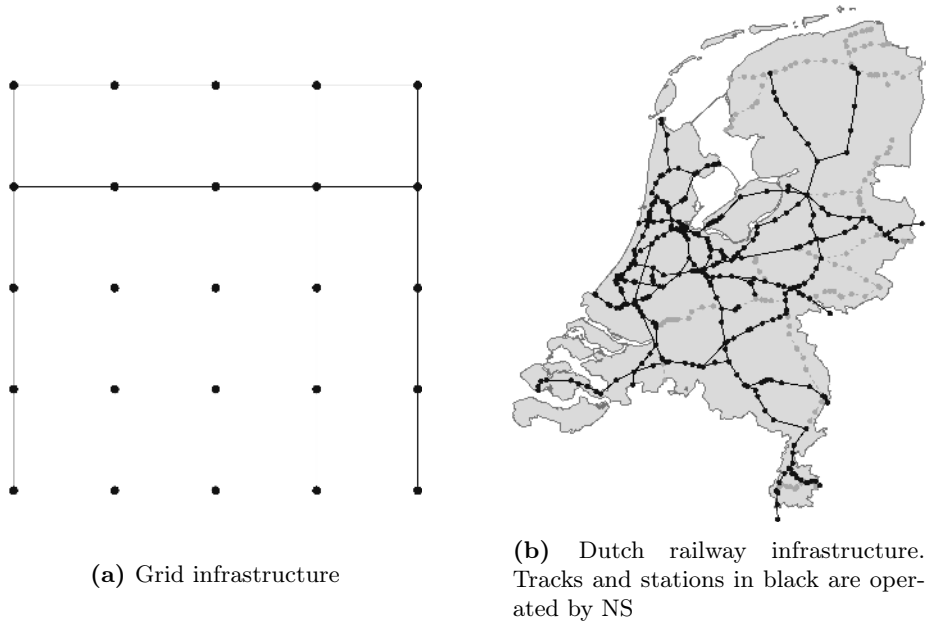 (a) Grid infrastructure
(b) Dutch railway infrastructure.
Tracks and stations in black are oper-
ated by NS